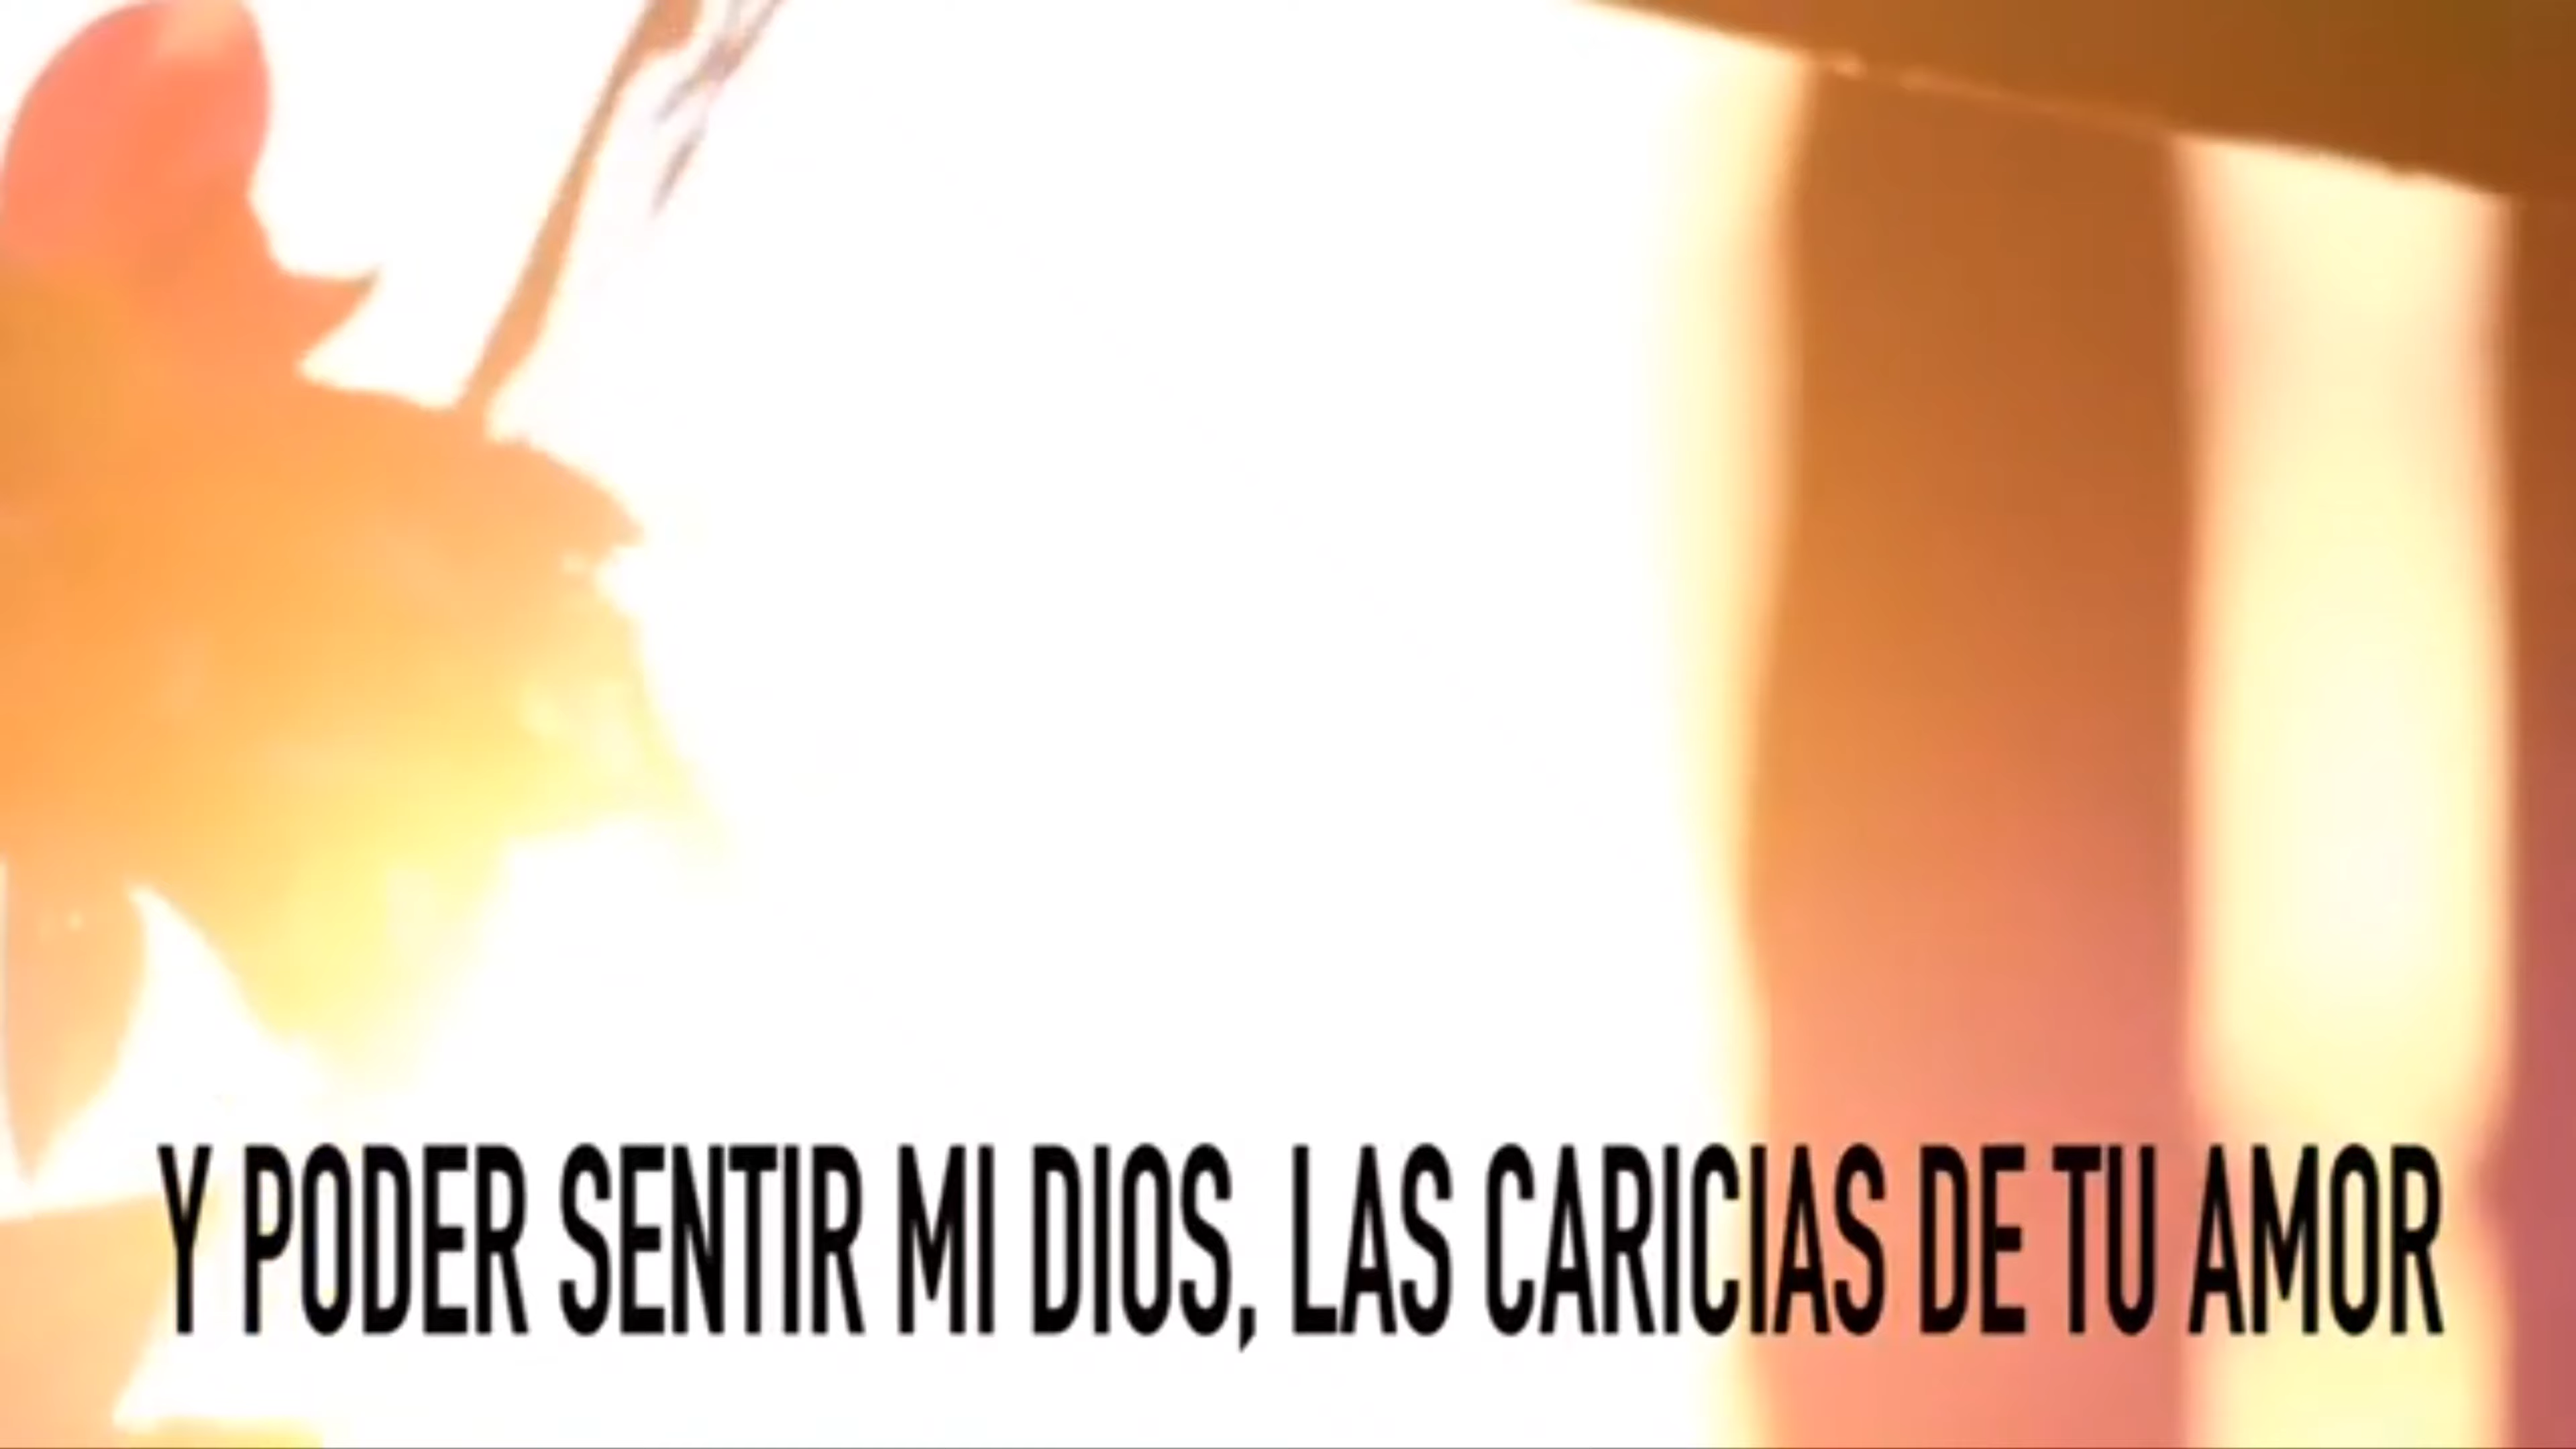 Y PODER SENTIR MI DIOS, LAS CARICIAS DE TU AMOR